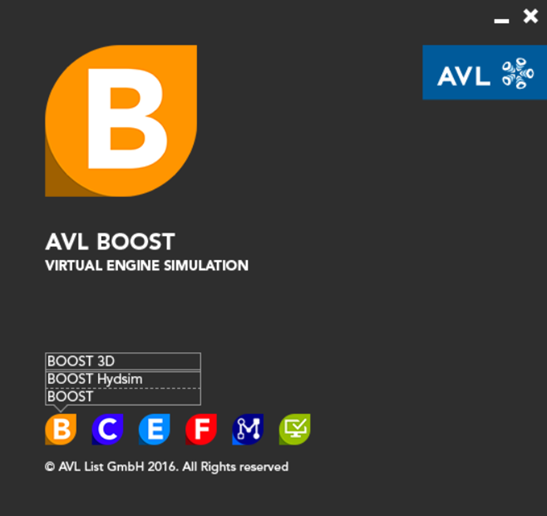 AVL
B
AVL BOOST
VIRTUAL ENGINE SIMULATION
BOOST 3D
BOOST Hydsim
BOOST
B C E F M
© AVL List GmbH 2016. All Rights reserved